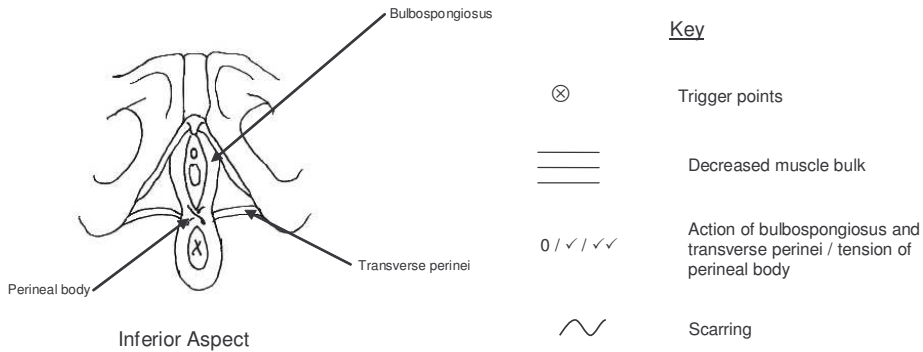 Bulbospongiosus
Transverse perinei
Perineal body
Inferior Aspect
Key
⊗ Trigger points
Decreased muscle bulk
0 / ✓ / ✓✓ Action of bulbospongiosus and
transverse perinei / tension of
perineal body
Scarring